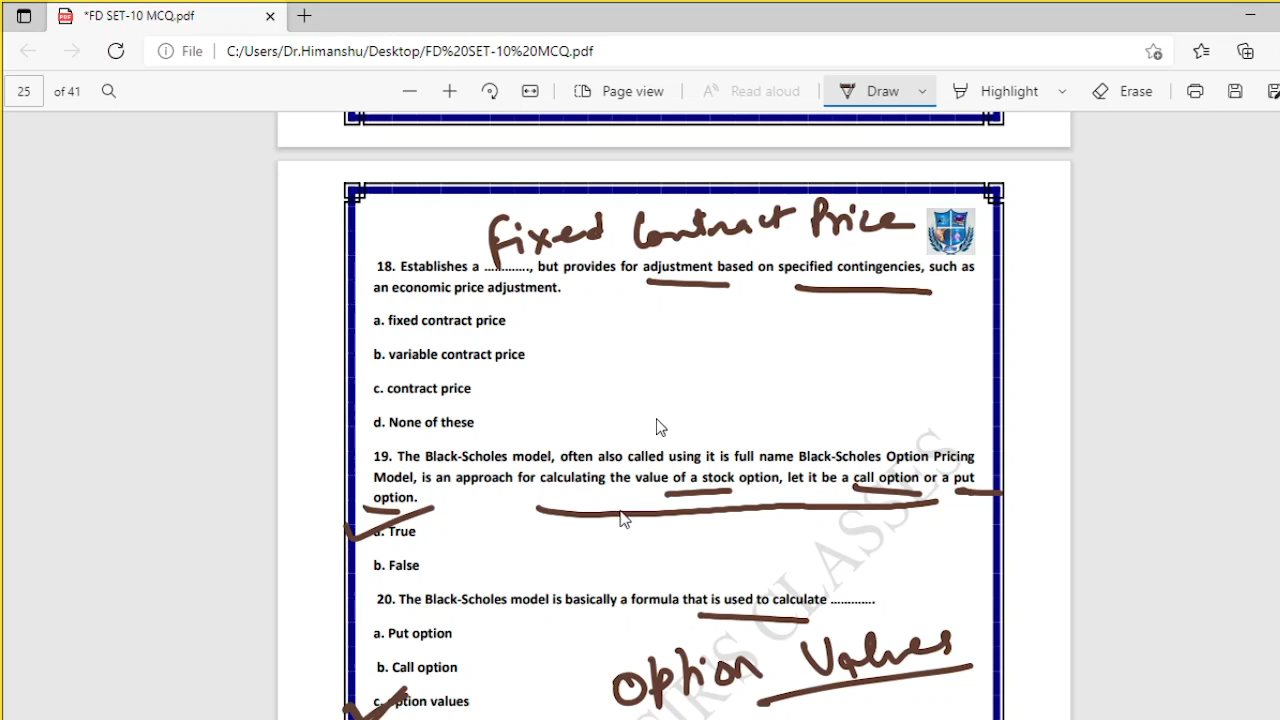 *FD SET-10 MCQ.pdf
File C:/Users/Dr.Himanshu/Desktop/FD%20SET-10%20MCQ.pdf
25 of 41 Page view Read aloud Draw Highlight Erase
Fixed Contract Price
18. Establishes a ............., but provides for adjustment based on specified contingencies, such as
an economic price adjustment.
a. fixed contract price
b. variable contract price
c. contract price
d. None of these
19. The Black-Scholes model, often also called using it is full name Black-Scholes Option Pricing
Model, is an approach for calculating the value of a stock option, let it be a call option or a put
option.
a. True
b. False
20. The Black-Scholes model is basically a formula that is used to calculate .............
a. Put option
Option Values
b. Call option
c. option values
SIR'S CLASSES